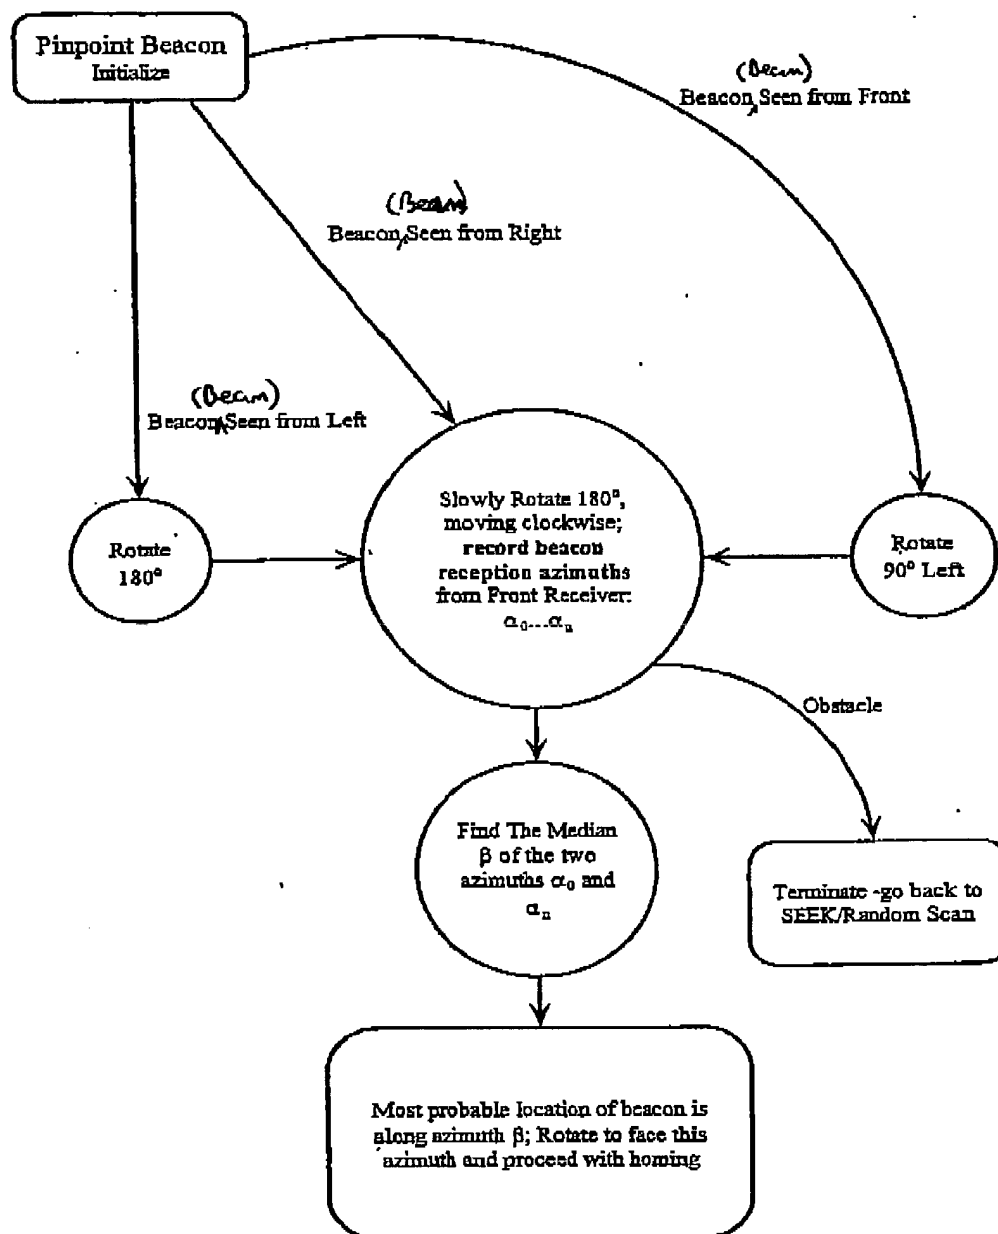 Pinpoint Beacon
Initialize
(Beam)
Beacon Seen from Front
(Beam)
Beacon Seen from Right
(Beam)
Beacon Seen from Left
Rotate
180°
Slowly Rotate 180°,
moving clockwise;
record beacon
reception azimuths
from Front Receiver:
α₀...αₙ
Rotate
90° Left
Obstacle
Find The Median
β of the two
azimuths α₀ and
αₙ
Terminate -go back to
SEEK/Random Scan
Most probable location of beacon is
along azimuth β; Rotate to face this
azimuth and proceed with homing